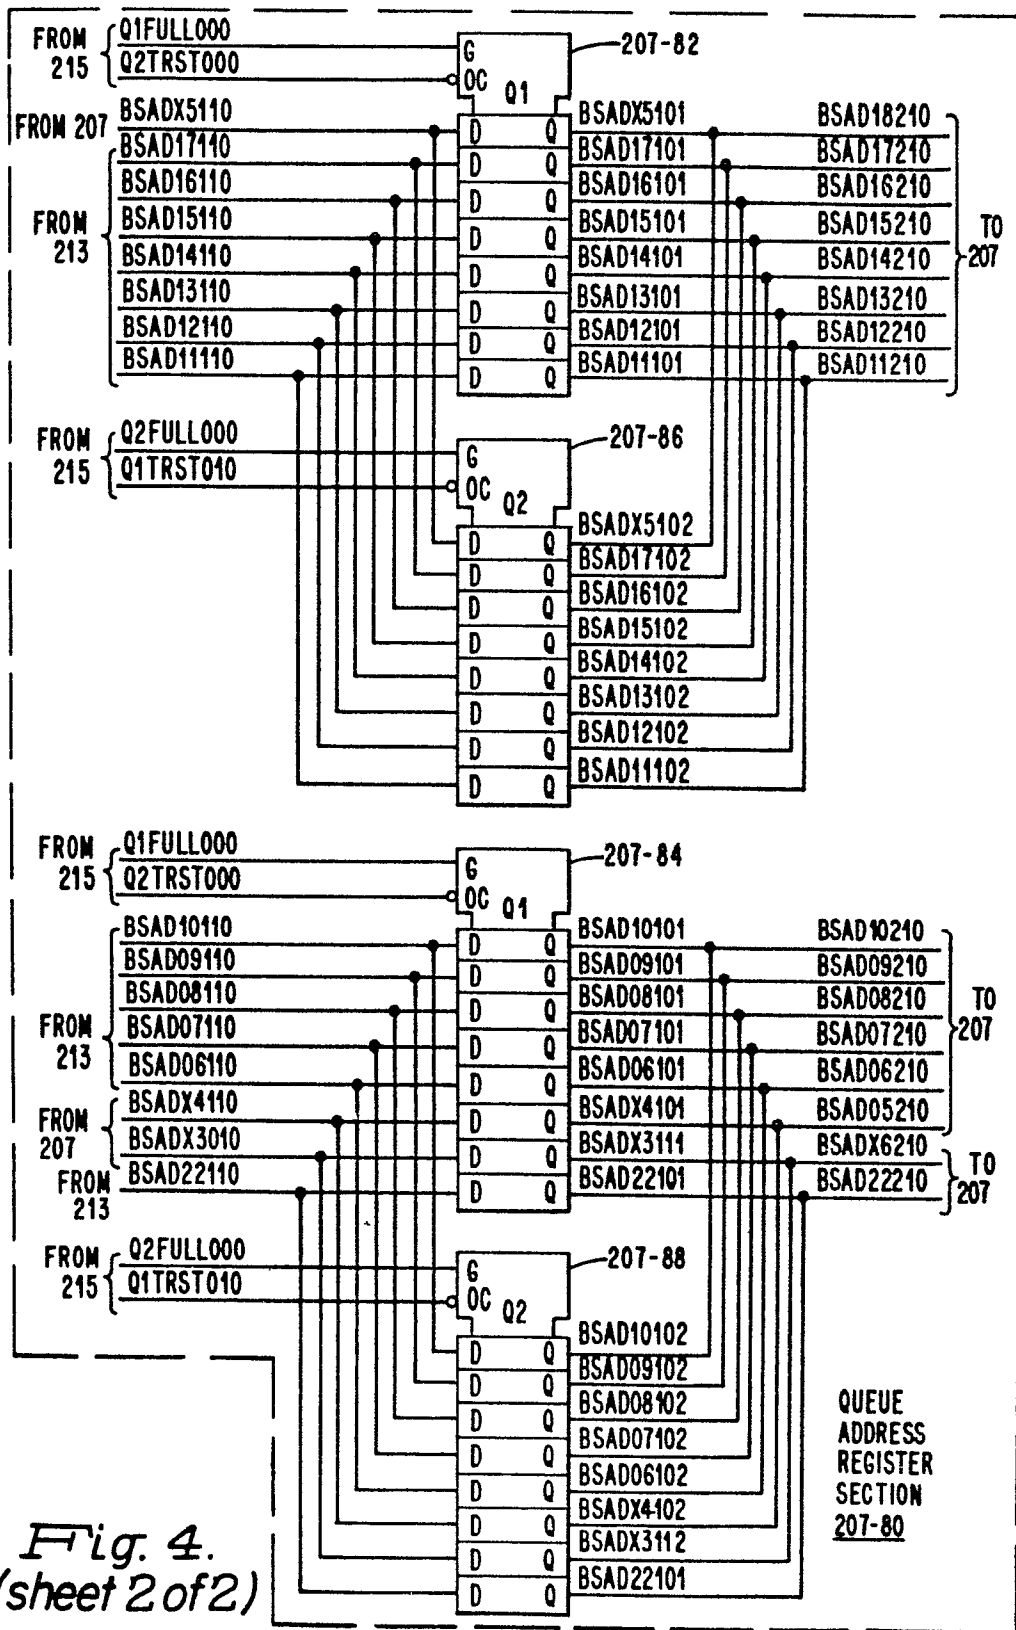 FROM 215 Q1FULL000
Q2TRST000
G
OC
Q1
207-82
FROM 207 BSADX5110 D Q BSADX5101 BSAD18210
BSAD17110 D Q BSAD17101 BSAD17210
BSAD16110 D Q BSAD16101 BSAD16210
FROM 213 BSAD15110 D Q BSAD15101 BSAD15210 TO 207
BSAD14110 D Q BSAD14101 BSAD14210
BSAD13110 D Q BSAD13101 BSAD13210
BSAD12110 D Q BSAD12101 BSAD12210
BSAD11110 D Q BSAD11101 BSAD11210
FROM 215 Q2FULL000
Q1TRST010
G
OC
Q2
207-86
D Q BSADX5102
D Q BSAD17102
D Q BSAD16102
D Q BSAD15102
D Q BSAD14102
D Q BSAD13102
D Q BSAD12102
D Q BSAD11102
FROM 215 Q1FULL000
Q2TRST000
G
OC
Q1
207-84
BSAD10110 D Q BSAD10101 BSAD10210
BSAD09110 D Q BSAD09101 BSAD09210
BSAD08110 D Q BSAD08101 BSAD08210 TO 207
FROM 213 BSAD07110 D Q BSAD07101 BSAD07210
BSAD06110 D Q BSAD06101 BSAD06210
FROM 207 BSADX4110 D Q BSADX4101 BSAD05210
BSADX3010 D Q BSADX3111 BSADX6210 TO 207
FROM 213 BSAD22110 D Q BSAD22101 BSAD22210
FROM 215 Q2FULL000
Q1TRST010
G
OC
Q2
207-88
D Q BSAD10102
D Q BSAD09102
D Q BSAD08102
D Q BSAD07102
D Q BSAD06102
D Q BSADX4102
D Q BSADX3112
D Q BSAD22101
QUEUE
ADDRESS
REGISTER
SECTION
207-80
Fig. 4.
(sheet 2 of 2)